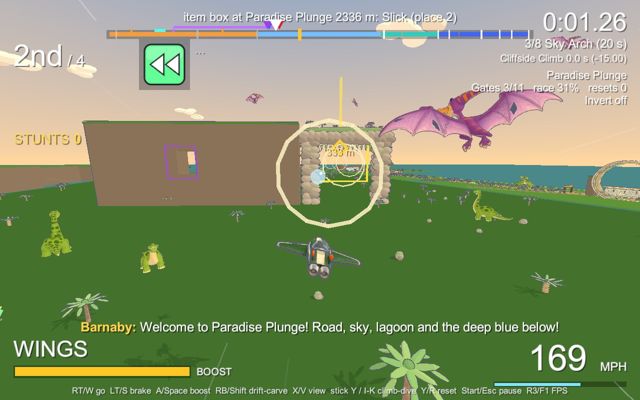 item box at Paradise Plunge 2336 m: Slick (place 2)
0:01.26
2nd / 4
3/8 Sky Arch (20 s)
Cliffside Climb 0.0 s (-15.00)
Paradise Plunge
Gates 3/11 race 31% resets 0
Invert off
STUNTS 0
Barnaby: Welcome to Paradise Plunge! Road, sky, lagoon and the deep blue below!
WINGS
BOOST
169 MPH
RT/W go LT/S brake A/Space boost RB/Shift drift-carve X/V view stick Y / I-K climb-dive Y/R reset Start/Esc pause R3/F1 FPS